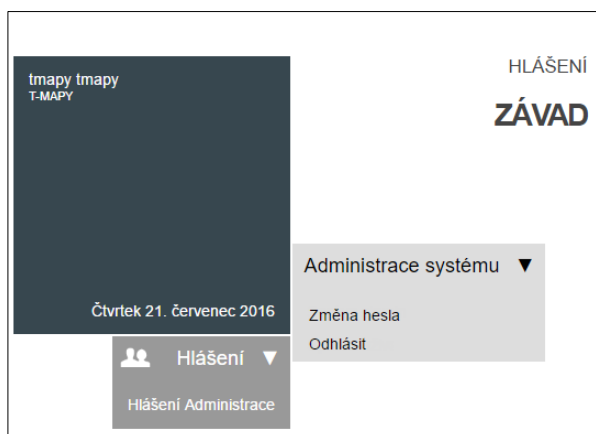 tmapy tmapy
T-MAPY
HLÁŠENÍ
ZÁVAD
Čtvrtek 21. červenec 2016
Administrace systému ▼
Změna hesla
Odhlásit
Hlášení ▼
Hlášení Administrace